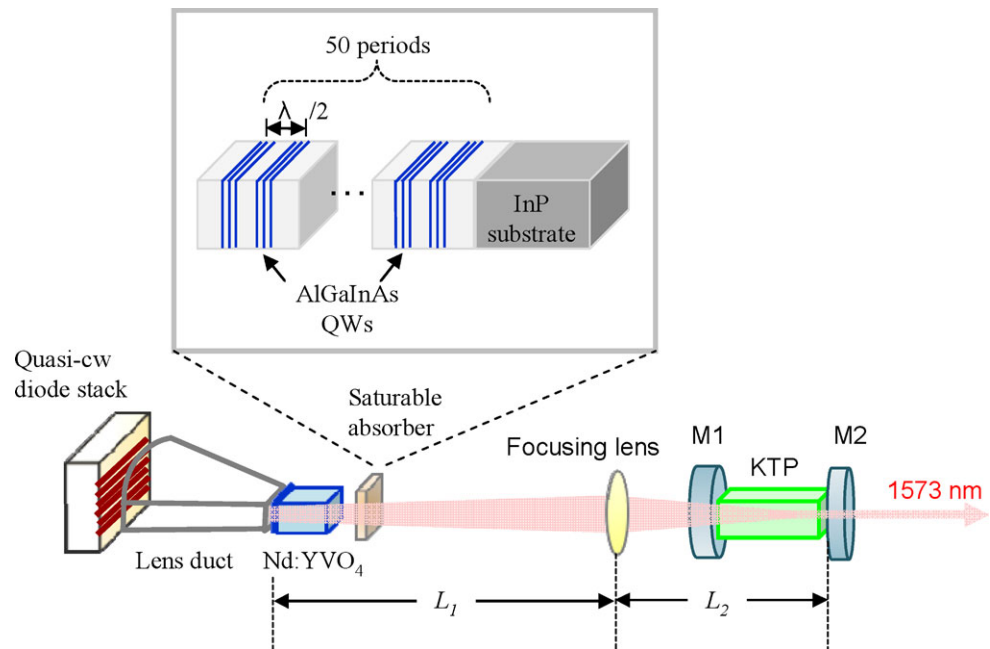 50 periods
λ /2
InP
substrate
AlGaInAs
QWs
Quasi-cw
diode stack
Saturable
absorber
Focusing lens
M1
M2
KTP
1573 nm
Lens duct
Nd:YVO₄
L₁
L₂